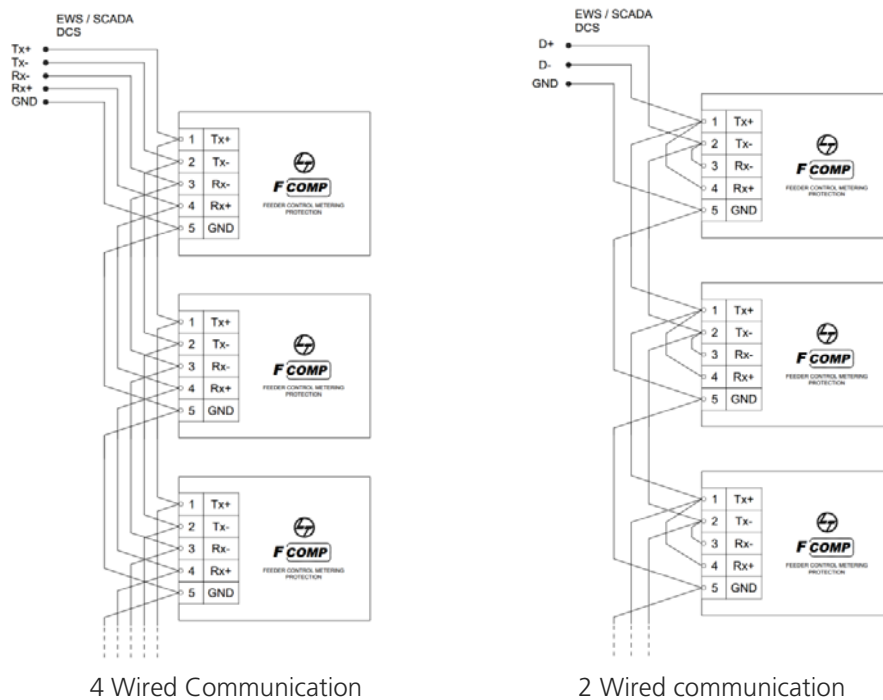 EWS / SCADA
DCS
Tx+
Tx-
Rx-
Rx+
GND
1 Tx+
2 Tx-
3 Rx-
4 Rx+
5 GND
F COMP
FEEDER CONTROL METERING
PROTECTION
1 Tx+
2 Tx-
3 Rx-
4 Rx+
5 GND
F COMP
FEEDER CONTROL METERING
PROTECTION
1 Tx+
2 Tx-
3 Rx-
4 Rx+
5 GND
F COMP
FEEDER CONTROL METERING
PROTECTION
4 Wired Communication
EWS / SCADA
DCS
D+
D-
GND
1 Tx+
2 Tx-
3 Rx-
4 Rx+
5 GND
F COMP
FEEDER CONTROL METERING
PROTECTION
1 Tx+
2 Tx-
3 Rx-
4 Rx+
5 GND
F COMP
FEEDER CONTROL METERING
PROTECTION
1 Tx+
2 Tx-
3 Rx-
4 Rx+
5 GND
F COMP
FEEDER CONTROL METERING
PROTECTION
2 Wired communication